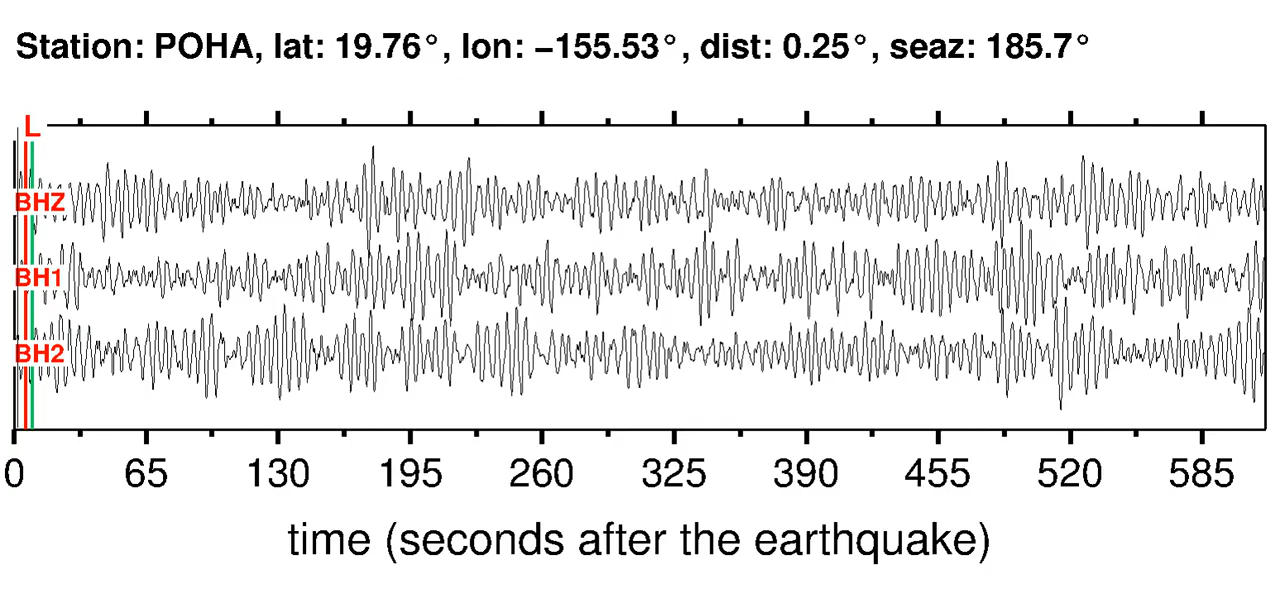 Station: POHA, lat: 19.76°, lon: −155.53°, dist: 0.25°, seaz: 185.7°
L
BHZ
BH1
BH2
0 65 130 195 260 325 390 455 520 585
time (seconds after the earthquake)